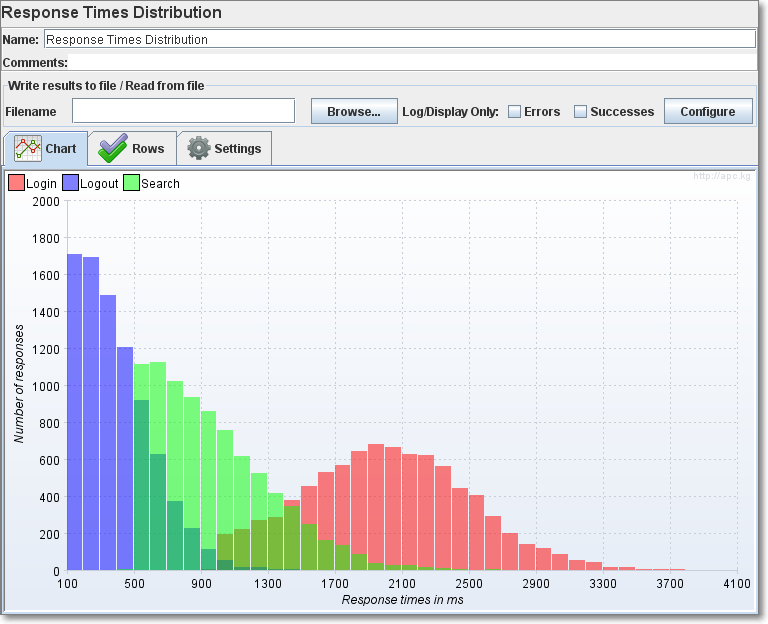 Response Times Distribution
Name: Response Times Distribution
Comments:
Write results to file / Read from file
Filename Browse... Log/Display Only: Errors Successes Configure
Chart Rows Settings
http://apc.kg
Login Logout Search
2000
1800
1600
1400
1200
1000
800
600
400
200
0
Number of responses
100 500 900 1300 1700 2100 2500 2900 3300 3700 4100
Response times in ms